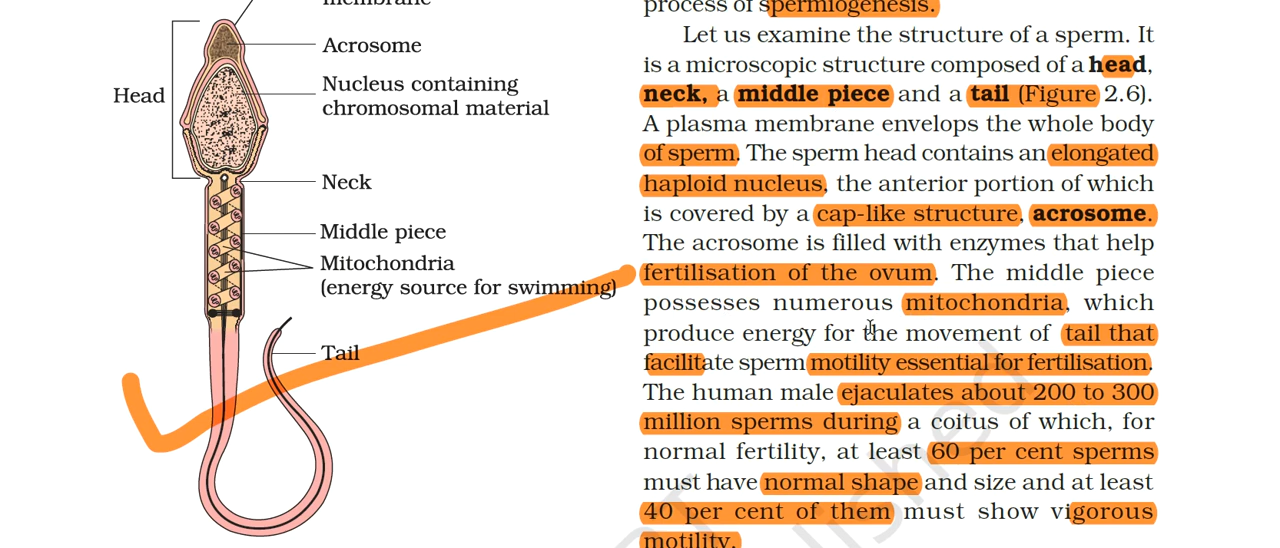 membrane
Acrosome
Nucleus containing
chromosomal material
Head
Neck
Middle piece
Mitochondria
(energy source for swimming)
Tail
process of spermiogenesis.
Let us examine the structure of a sperm. It
is a microscopic structure composed of a head,
neck, a middle piece and a tail (Figure 2.6).
A plasma membrane envelops the whole body
of sperm. The sperm head contains an elongated
haploid nucleus, the anterior portion of which
is covered by a cap-like structure, acrosome.
The acrosome is filled with enzymes that help
fertilisation of the ovum. The middle piece
possesses numerous mitochondria, which
produce energy for the movement of tail that
facilitate sperm motility essential for fertilisation.
The human male ejaculates about 200 to 300
million sperms during a coitus of which, for
normal fertility, at least 60 per cent sperms
must have normal shape and size and at least
40 per cent of them must show vigorous
motility.